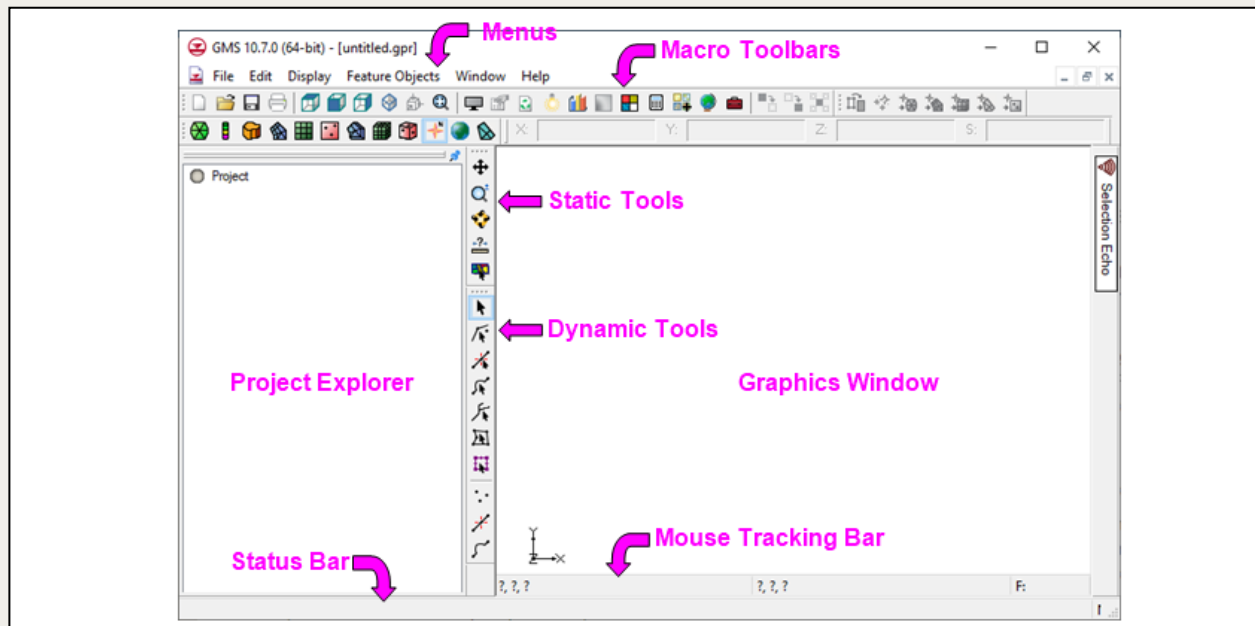 Menus
GMS 10.7.0 (64-bit) - [untitled.gpr]
Macro Toolbars
File Edit Display Feature Objects Window Help
X: Y: Z: S:
Project
Static Tools
-?-
Selection Echo
Dynamic Tools
Project Explorer
Graphics Window
Y
Z X
Mouse Tracking Bar
Status Bar
?, ?, ? ?, ?, ? F: